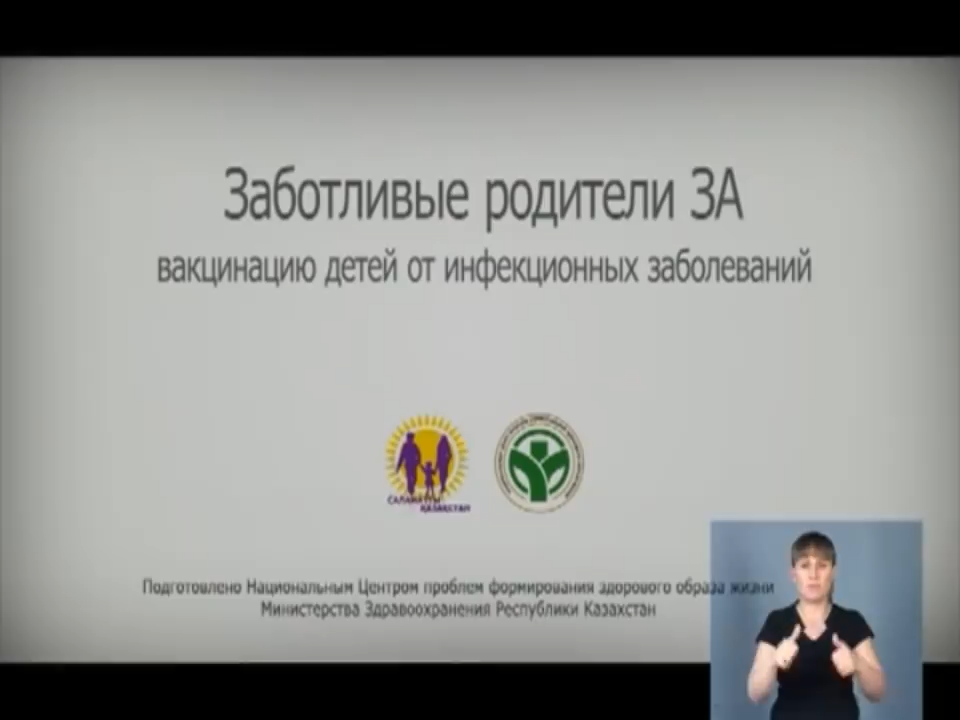 Заботливые родители ЗА
вакцинацию детей от инфекционных заболеваний
САЛАМАТТЫ
ҚАЗАҚСТАН
Подготовлено Национальным Центром проблем формирования здорового образа жизни
Министерства Здравоохранения Республики Казахстан